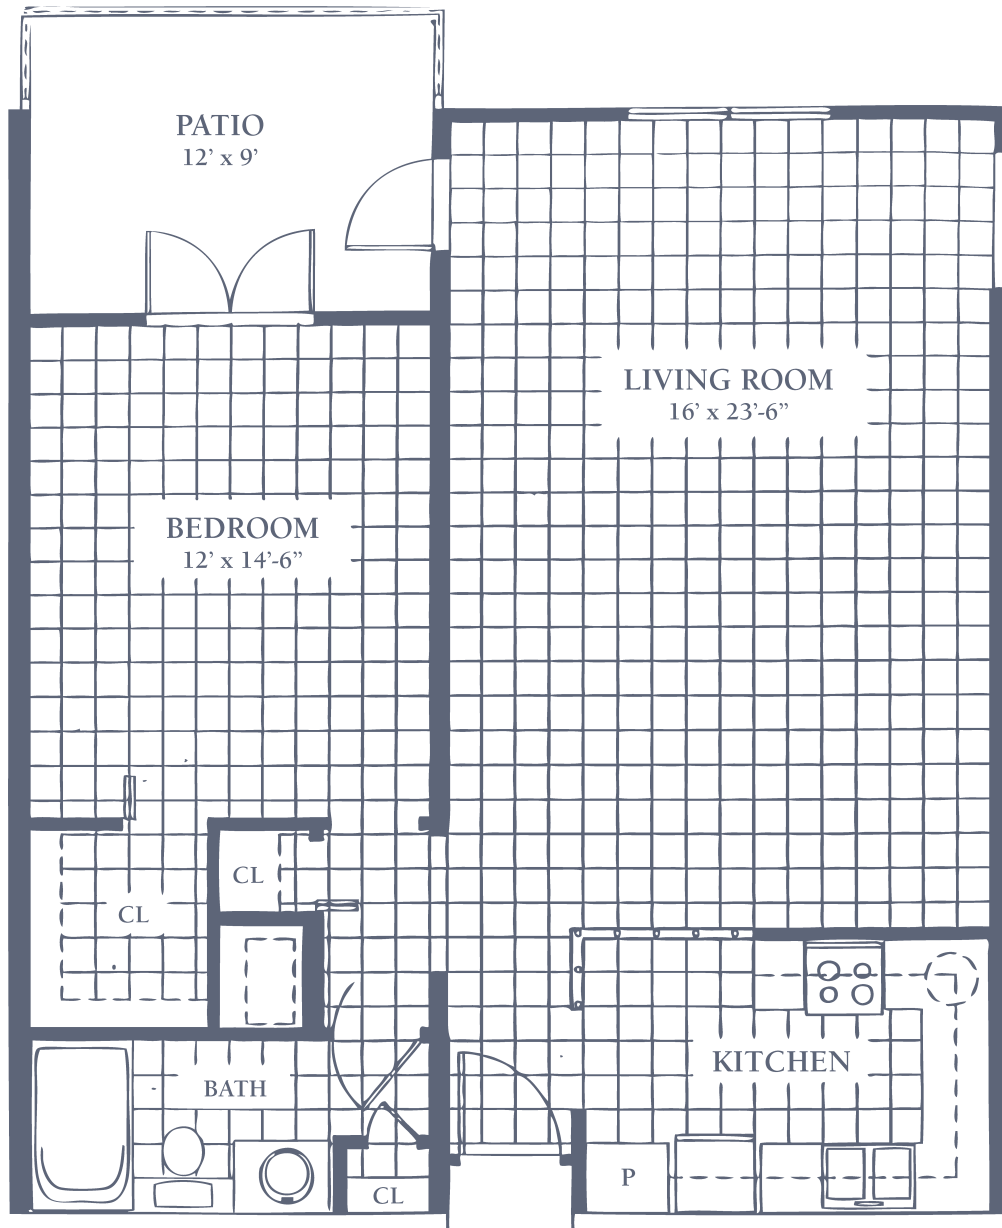 PATIO
12’ x 9’
LIVING ROOM
16’ x 23’-6”
BEDROOM
12’ x 14’-6”
CL
CL
KITCHEN
BATH
P
CL